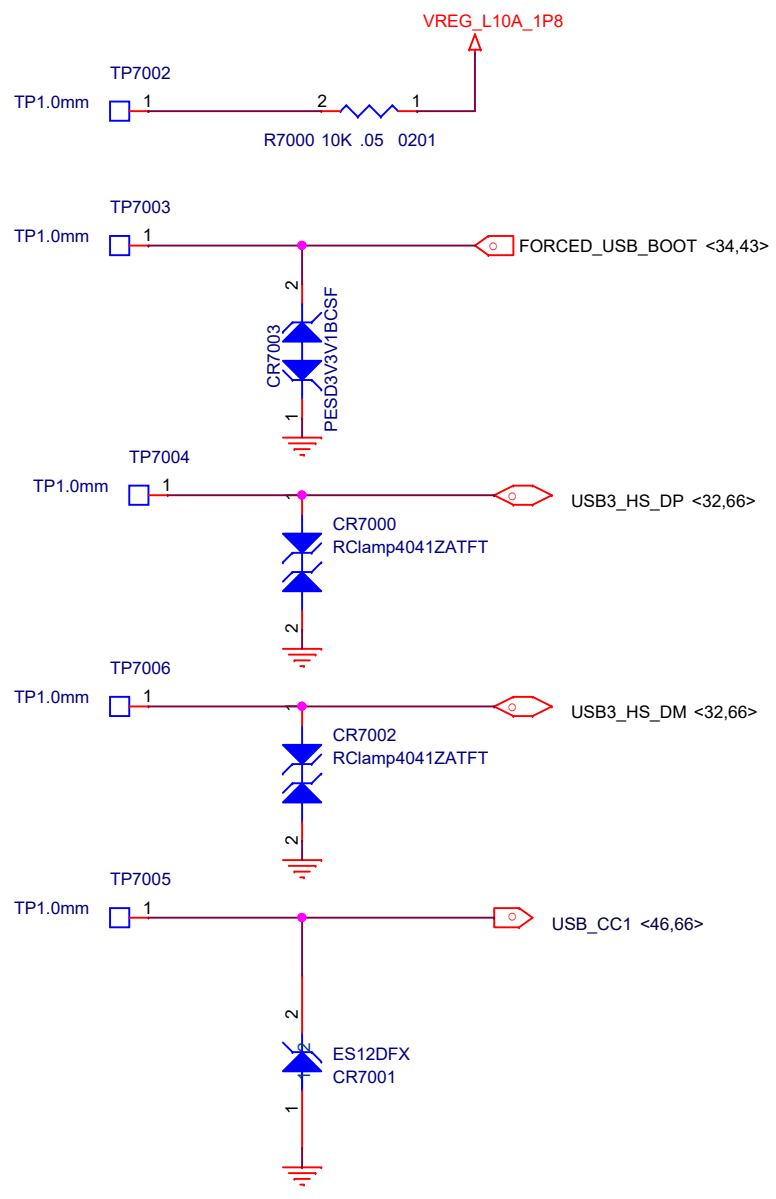 VREG_L10A_1P8
TP7002
TP1.0mm
1
2
1
R7000 10K .05 0201
TP7003
TP1.0mm
1
FORCED_USB_BOOT <34,43>
2
CR7003
PESD3V3V1BCSF
1
TP7004
TP1.0mm
1
1
USB3_HS_DP <32,66>
CR7000
RClamp4041ZATFT
2
TP7006
TP1.0mm
1
1
USB3_HS_DM <32,66>
CR7002
RClamp4041ZATFT
2
TP7005
TP1.0mm
1
USB_CC1 <46,66>
2
2
ES12DFX
1
CR7001
1